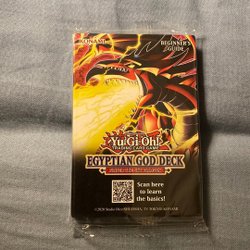 KONAMI
BEGINNER'S
GUIDE
Yu-Gi-Oh!
TRADING CARD GAME
EGYPTIAN GOD DECK
Scan here
to learn
the basics!